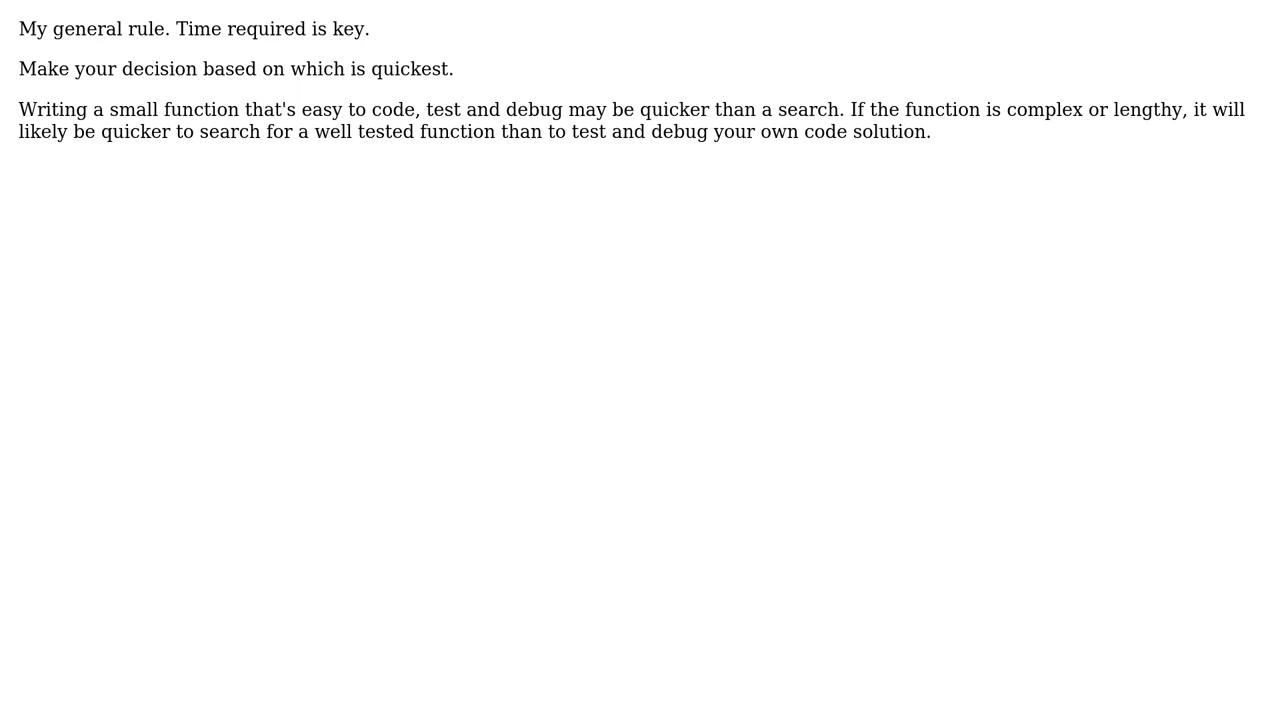 My general rule. Time required is key.
Make your decision based on which is quickest.
Writing a small function that's easy to code, test and debug may be quicker than a search. If the function is complex or lengthy, it will
likely be quicker to search for a well tested function than to test and debug your own code solution.